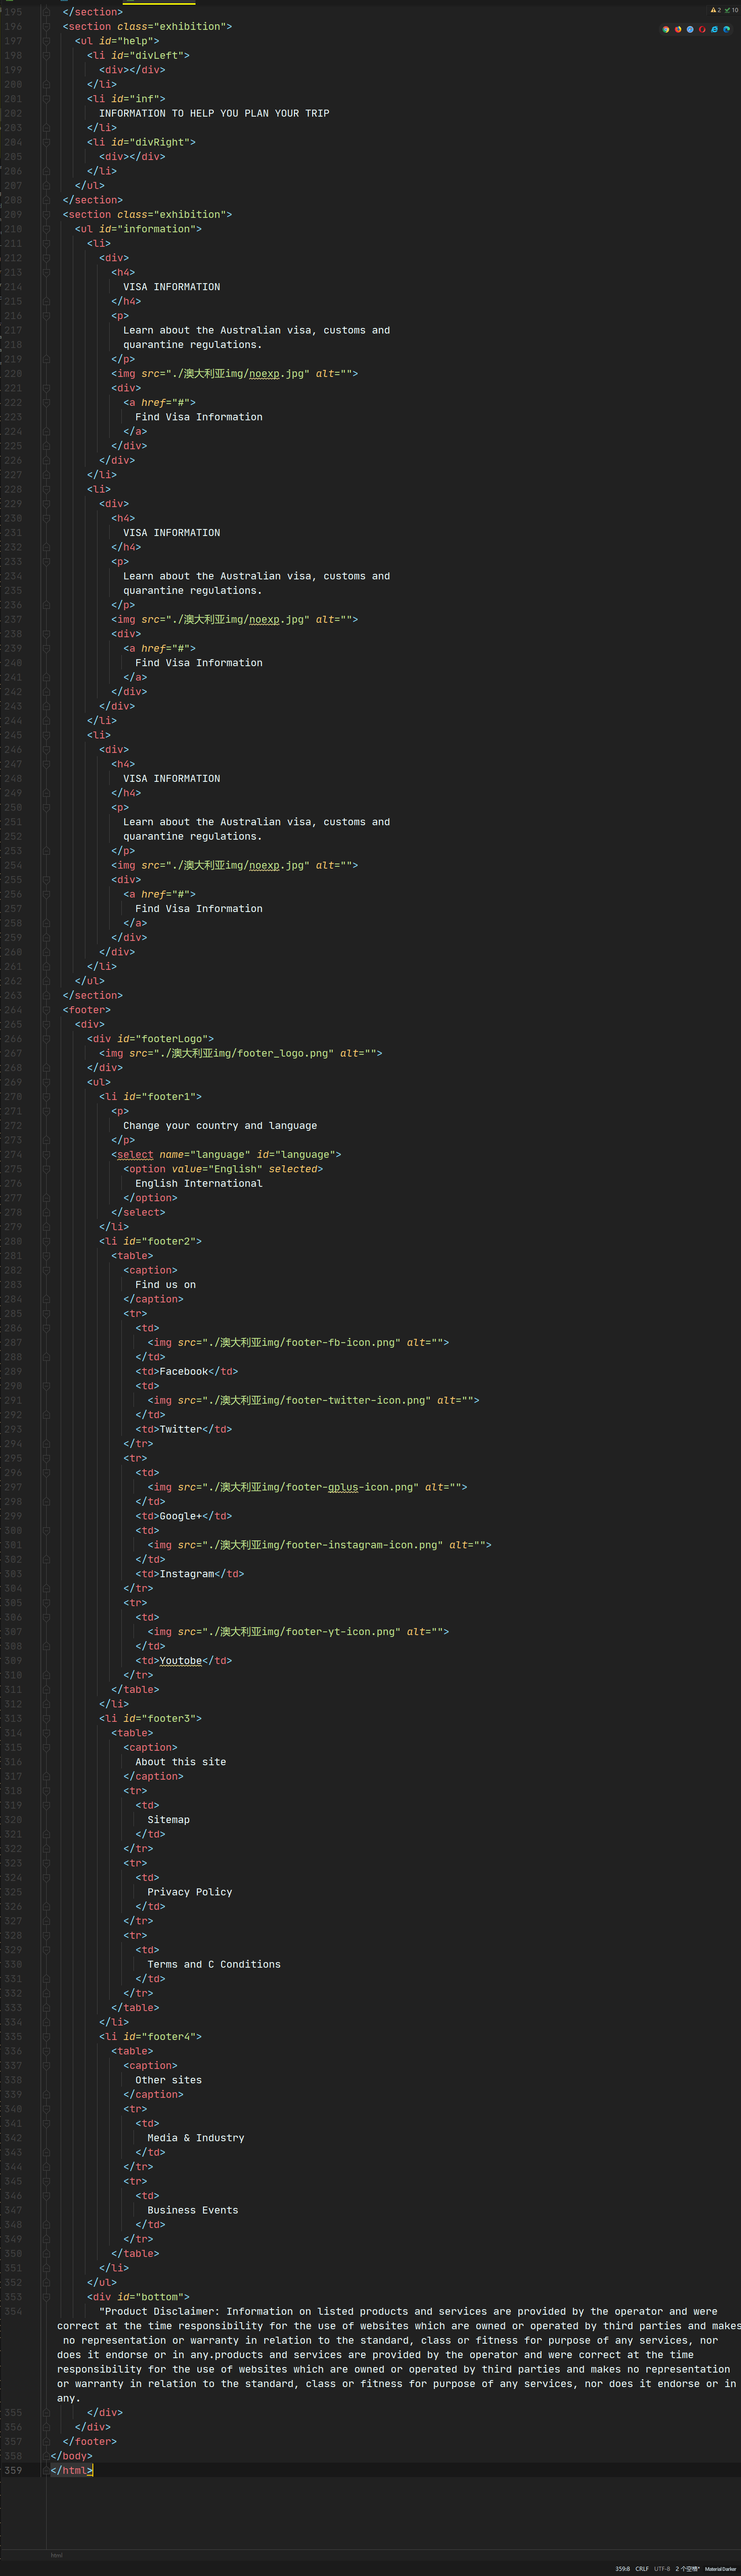 2 10
195 </section>
196 <section class="exhibition">
197 <ul id="help">
198 <li id="divLeft">
199 <div></div>
200 </li>
201 <li id="inf">
202 INFORMATION TO HELP YOU PLAN YOUR TRIP
203 </li>
204 <li id="divRight">
205 <div></div>
206 </li>
207 </ul>
208 </section>
209 <section class="exhibition">
210 <ul id="information">
211 <li>
212 <div>
213 <h4>
214 VISA INFORMATION
215 </h4>
216 <p>
217 Learn about the Australian visa, customs and
218 quarantine regulations.
219 </p>
220 <img src="./澳大利亚img/noexp.jpg" alt="">
221 <div>
222 <a href="#">
223 Find Visa Information
224 </a>
225 </div>
226 </div>
227 </li>
228 <li>
229 <div>
230 <h4>
231 VISA INFORMATION
232 </h4>
233 <p>
234 Learn about the Australian visa, customs and
235 quarantine regulations.
236 </p>
237 <img src="./澳大利亚img/noexp.jpg" alt="">
238 <div>
239 <a href="#">
240 Find Visa Information
241 </a>
242 </div>
243 </div>
244 </li>
245 <li>
246 <div>
247 <h4>
248 VISA INFORMATION
249 </h4>
250 <p>
251 Learn about the Australian visa, customs and
252 quarantine regulations.
253 </p>
254 <img src="./澳大利亚img/noexp.jpg" alt="">
255 <div>
256 <a href="#">
257 Find Visa Information
258 </a>
259 </div>
260 </div>
261 </li>
262 </ul>
263 </section>
264 <footer>
265 <div>
266 <div id="footerLogo">
267 <img src="./澳大利亚img/footer_logo.png" alt="">
268 </div>
269 <ul>
270 <li id="footer1">
271 <p>
272 Change your country and language
273 </p>
274 <select name="language" id="language">
275 <option value="English" selected>
276 English International
277 </option>
278 </select>
279 </li>
280 <li id="footer2">
281 <table>
282 <caption>
283 Find us on
284 </caption>
285 <tr>
286 <td>
287 <img src="./澳大利亚img/footer-fb-icon.png" alt="">
288 </td>
289 <td>Facebook</td>
290 <td>
291 <img src="./澳大利亚img/footer-twitter-icon.png" alt="">
292 </td>
293 <td>Twitter</td>
294 </tr>
295 <tr>
296 <td>
297 <img src="./澳大利亚img/footer-gplus-icon.png" alt="">
298 </td>
299 <td>Google+</td>
300 <td>
301 <img src="./澳大利亚img/footer-instagram-icon.png" alt="">
302 </td>
303 <td>Instagram</td>
304 </tr>
305 <tr>
306 <td>
307 <img src="./澳大利亚img/footer-yt-icon.png" alt="">
308 </td>
309 <td>Youtobe</td>
310 </tr>
311 </table>
312 </li>
313 <li id="footer3">
314 <table>
315 <caption>
316 About this site
317 </caption>
318 <tr>
319 <td>
320 Sitemap
321 </td>
322 </tr>
323 <tr>
324 <td>
325 Privacy Policy
326 </td>
327 </tr>
328 <tr>
329 <td>
330 Terms and C Conditions
331 </td>
332 </tr>
333 </table>
334 </li>
335 <li id="footer4">
336 <table>
337 <caption>
338 Other sites
339 </caption>
340 <tr>
341 <td>
342 Media & Industry
343 </td>
344 </tr>
345 <tr>
346 <td>
347 Business Events
348 </td>
349 </tr>
350 </table>
351 </li>
352 </ul>
353 <div id="bottom">
354 "Product Disclaimer: Information on listed products and services are provided by the operator and were
correct at the time responsibility for the use of websites which are owned or operated by third parties and makes
no representation or warranty in relation to the standard, class or fitness for purpose of any services, nor
does it endorse or in any.products and services are provided by the operator and were correct at the time
responsibility for the use of websites which are owned or operated by third parties and makes no representation
or warranty in relation to the standard, class or fitness for purpose of any services, nor does it endorse or in
any.
355 </div>
356 </div>
357 </footer>
358 </body>
359 </html>
html
359:8 CRLF UTF-8 2 个空格* Material Darker